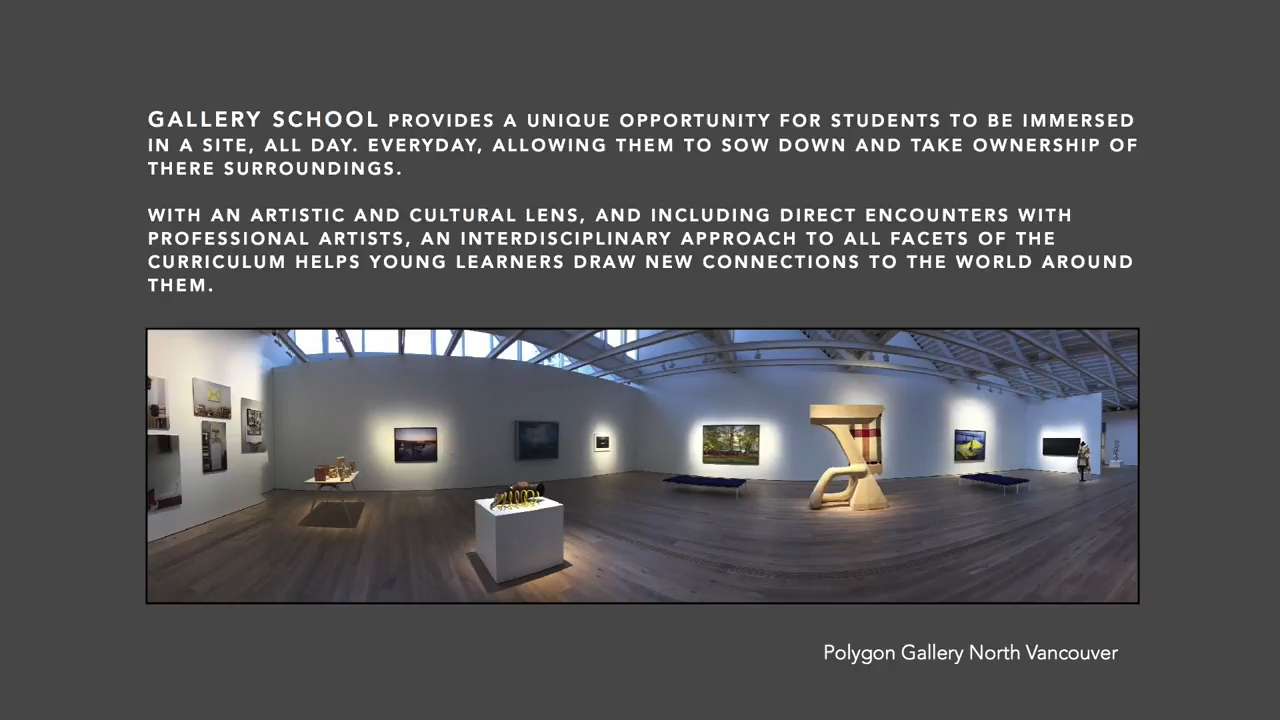 GALLERY SCHOOL PROVIDES A UNIQUE OPPORTUNITY FOR STUDENTS TO BE IMMERSED
IN A SITE, ALL DAY. EVERYDAY, ALLOWING THEM TO SOW DOWN AND TAKE OWNERSHIP OF
THERE SURROUNDINGS.
WITH AN ARTISTIC AND CULTURAL LENS, AND INCLUDING DIRECT ENCOUNTERS WITH
PROFESSIONAL ARTISTS, AN INTERDISCIPLINARY APPROACH TO ALL FACETS OF THE
CURRICULUM HELPS YOUNG LEARNERS DRAW NEW CONNECTIONS TO THE WORLD AROUND
THEM.
Polygon Gallery North Vancouver